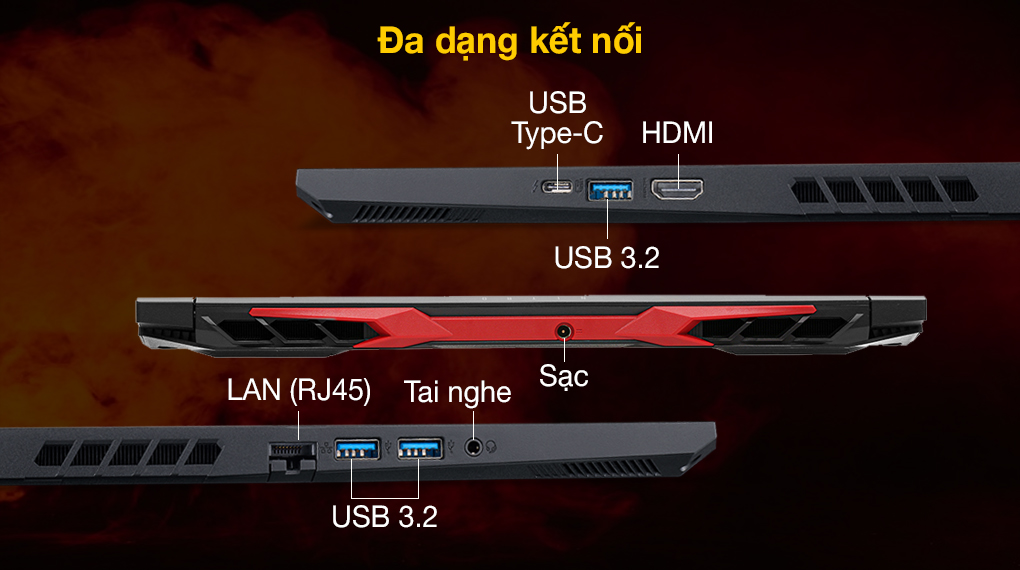 Đa dạng kết nối
USB
Type-C
HDMI
USB 3.2
Sạc
LAN (RJ45)
Tai nghe
USB 3.2